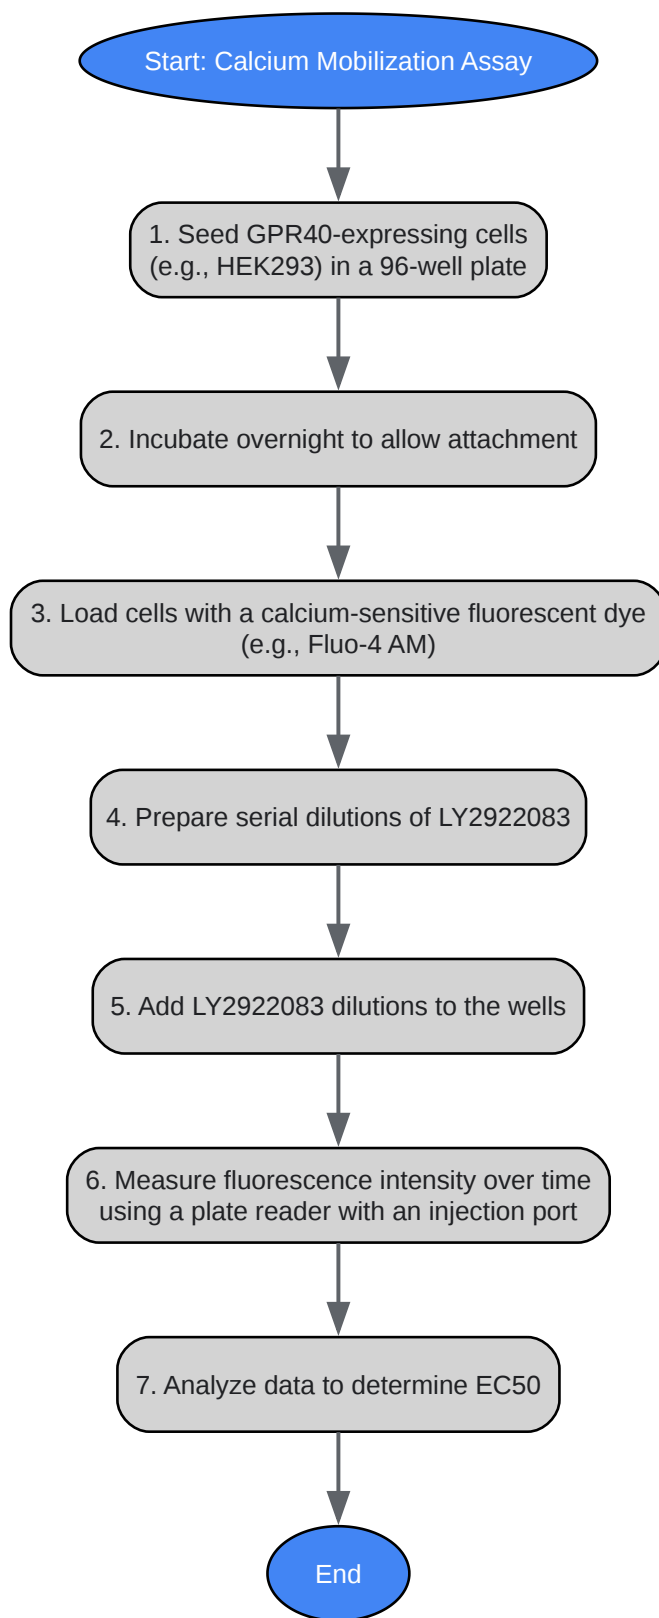 Start: Calcium Mobilization Assay
1. Seed GPR40-expressing cells
(e.g., HEK293) in a 96-well plate
2. Incubate overnight to allow attachment
3. Load cells with a calcium-sensitive fluorescent dye
(e.g., Fluo-4 AM)
4. Prepare serial dilutions of LY2922083
5. Add LY2922083 dilutions to the wells
6. Measure fluorescence intensity over time
using a plate reader with an injection port
7. Analyze data to determine EC50
End